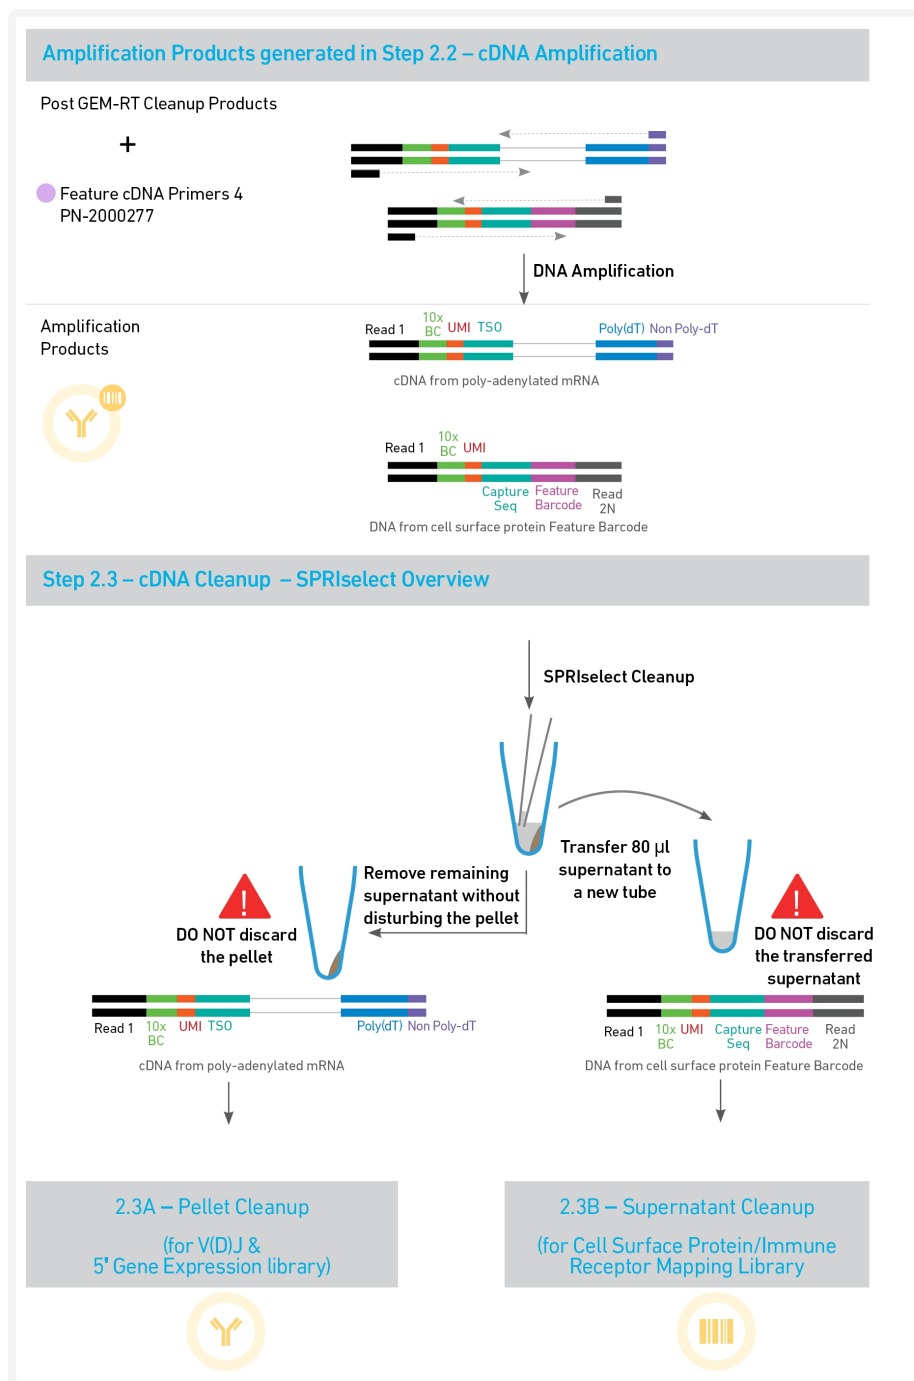 Amplification Products generated in Step 2.2 – cDNA Amplification
Post GEM-RT Cleanup Products
+
Feature cDNA Primers 4
PN-2000277
DNA Amplification
Amplification
Products
Read 1
10x
BC
UMI
TSO
Poly(dT)
Non Poly-dT
cDNA from poly-adenylated mRNA
Read 1
10x
BC
UMI
Capture
Seq
Feature
Barcode
Read
2N
DNA from cell surface protein Feature Barcode
Step 2.3 – cDNA Cleanup – SPRIselect Overview
SPRIselect Cleanup
Transfer 80 µl
supernatant to
a new tube
Remove remaining
supernatant without
disturbing the pellet
!
DO NOT discard
the pellet
!
DO NOT discard
the transferred
supernatant
Read 1
10x
BC
UMI
TSO
Poly(dT)
Non Poly-dT
cDNA from poly-adenylated mRNA
Read 1
10x
BC
UMI
Capture
Seq
Feature
Barcode
Read
2N
DNA from cell surface protein Feature Barcode
2.3A – Pellet Cleanup
(for V(D)J &
5' Gene Expression library)
2.3B – Supernatant Cleanup
(for Cell Surface Protein/Immune
Receptor Mapping Library